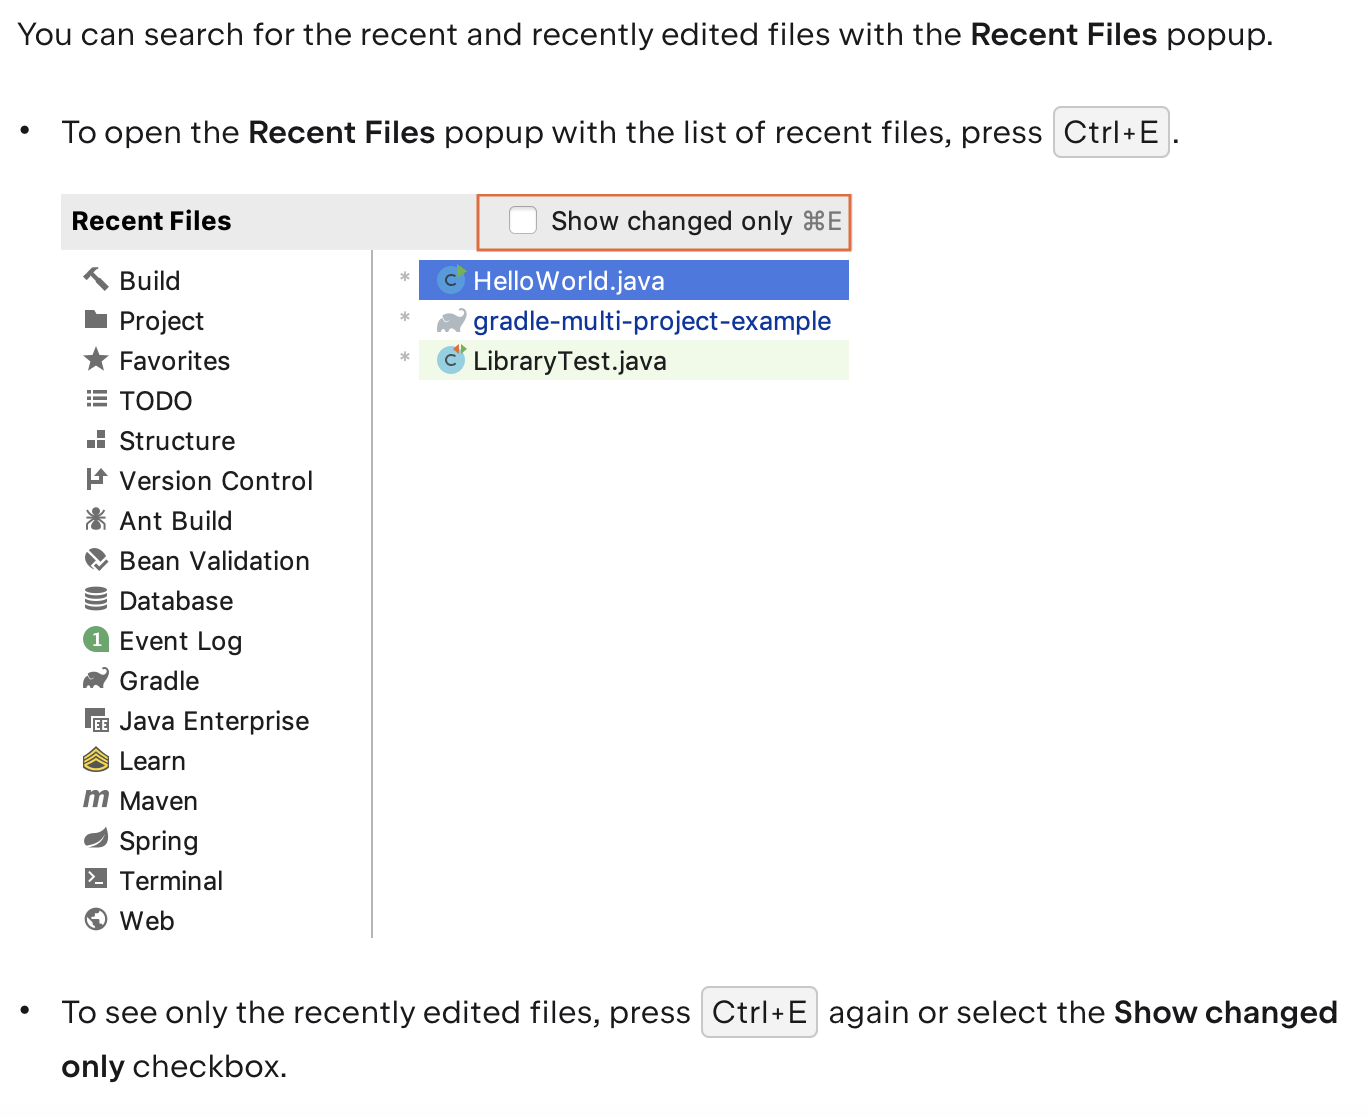 You can search for the recent and recently edited files with the Recent Files popup.
• To open the Recent Files popup with the list of recent files, press Ctrl+E.
Recent Files
Show changed only ⌘E
Build
Project
Favorites
TODO
Structure
Version Control
Ant Build
Bean Validation
Database
1 Event Log
Gradle
EE Java Enterprise
Learn
m Maven
Spring
Terminal
Web
* C HelloWorld.java
* gradle-multi-project-example
* C LibraryTest.java
• To see only the recently edited files, press Ctrl+E again or select the Show changed
only checkbox.